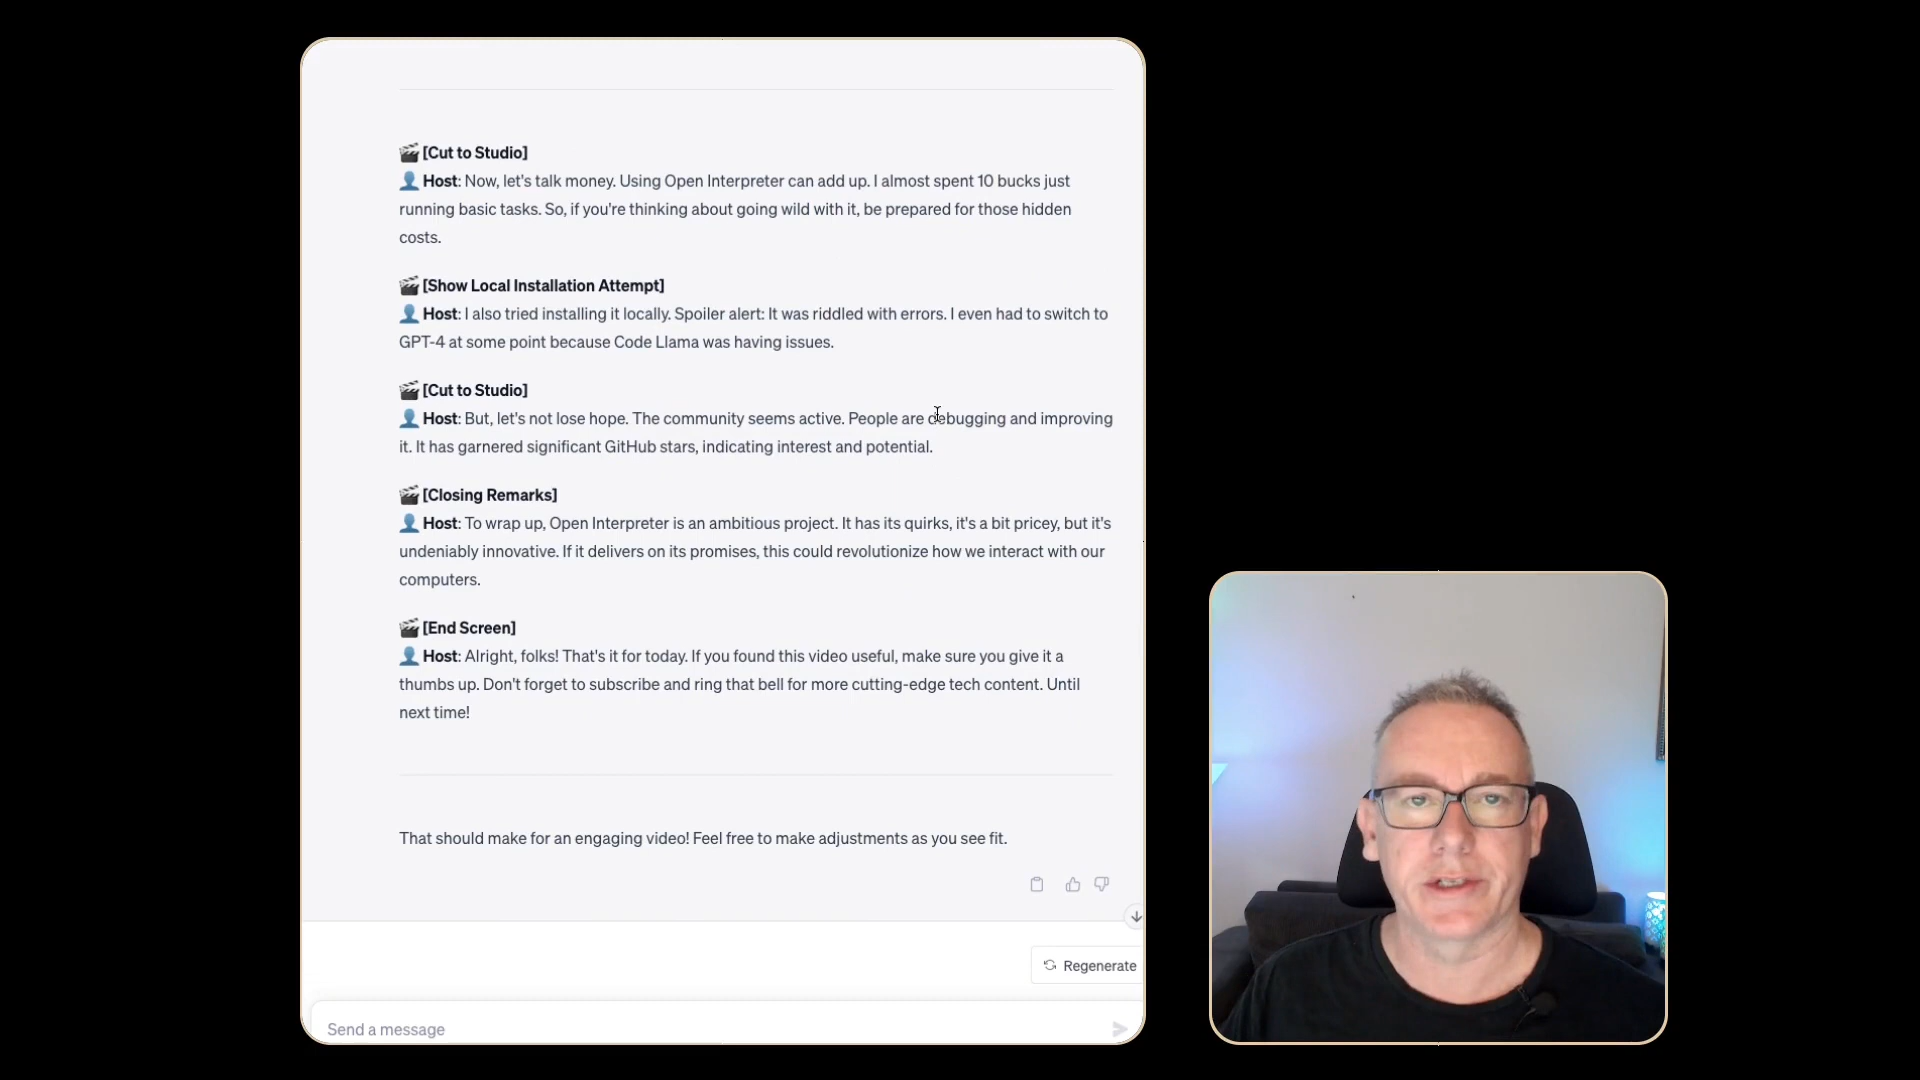 [Cut to Studio]
Host: Now, let's talk money. Using Open Interpreter can add up. I almost spent 10 bucks just
running basic tasks. So, if you're thinking about going wild with it, be prepared for those hidden
costs.
[Show Local Installation Attempt]
Host: I also tried installing it locally. Spoiler alert: It was riddled with errors. I even had to switch to
GPT-4 at some point because Code Llama was having issues.
[Cut to Studio]
Host: But, let's not lose hope. The community seems active. People are debugging and improving
it. It has garnered significant GitHub stars, indicating interest and potential.
[Closing Remarks]
Host: To wrap up, Open Interpreter is an ambitious project. It has its quirks, it's a bit pricey, but it's
undeniably innovative. If it delivers on its promises, this could revolutionize how we interact with our
computers.
[End Screen]
Host: Alright, folks! That's it for today. If you found this video useful, make sure you give it a
thumbs up. Don't forget to subscribe and ring that bell for more cutting-edge tech content. Until
next time!
That should make for an engaging video! Feel free to make adjustments as you see fit.
Regenerate
Send a message